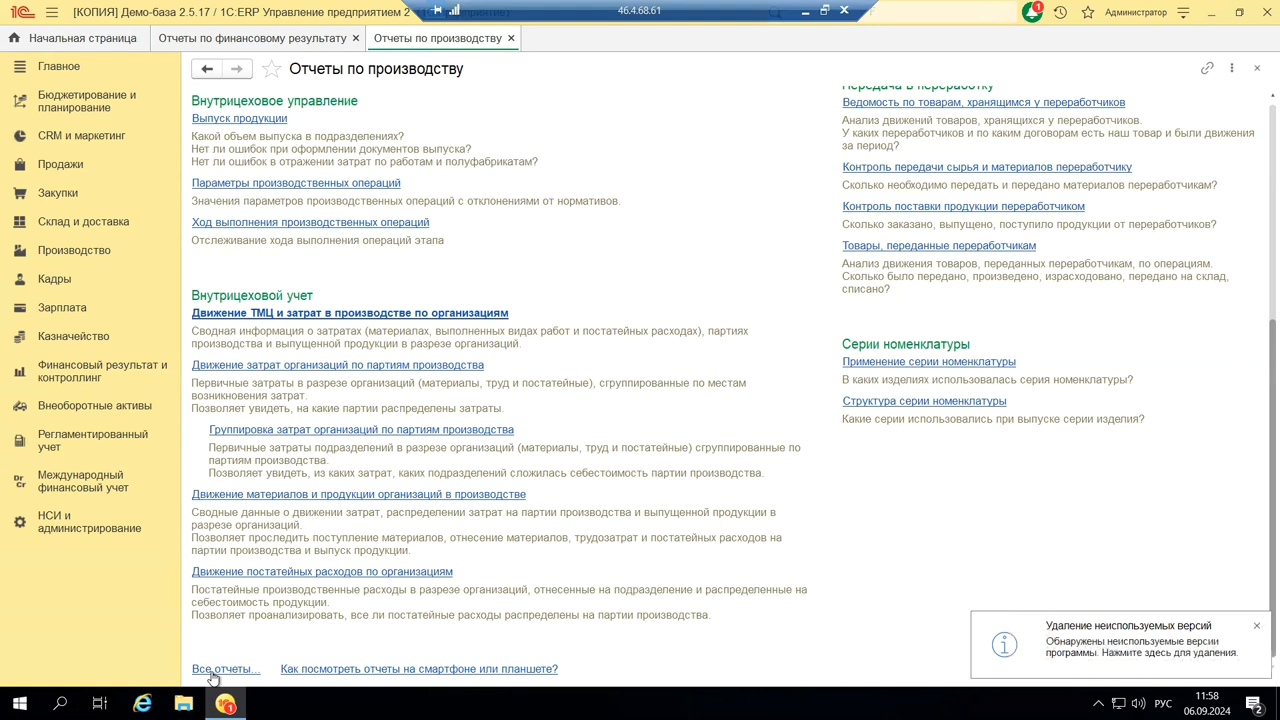 [КОПИЯ] Демо-база 2.5.17 / 1С:ERP Управление предприятием 2
46.4.68.61
1
Администратор
Начальная страница
Отчеты по финансовому результату
Отчеты по производству
Главное
Бюджетирование и
планирование
CRM и маркетинг
Продажи
Закупки
Склад и доставка
Производство
Кадры
Зарплата
Казначейство
Финансовый результат и
контроллинг
Внеоборотные активы
Регламентированный
учет
Международный
финансовый учет
НСИ и
администрирование
Отчеты по производству
Внутрицеховое управление
Выпуск продукции
Какой объем выпуска в подразделениях?
Нет ли ошибок при оформлении документов выпуска?
Нет ли ошибок в отражении затрат по работам и полуфабрикатам?
Параметры производственных операций
Значения параметров производственных операций с отклонениями от нормативов.
Ход выполнения производственных операций
Отслеживание хода выполнения операций этапа
Внутрицеховой учет
Движение ТМЦ и затрат в производстве по организациям
Сводная информация о затратах (материалах, выполненных видах работ и постатейных расходах), партиях
производства и выпущенной продукции в разрезе организаций.
Движение затрат организаций по партиям производства
Первичные затраты в разрезе организаций (материалы, труд и постатейные), сгруппированные по местам
возникновения затрат.
Позволяет увидеть, на какие партии распределены затраты.
Группировка затрат организаций по партиям производства
Первичные затраты подразделений в разрезе организаций (материалы, труд и постатейные) сгруппированные по
партиям производства.
Позволяет увидеть, из каких затрат, каких подразделений сложилась себестоимость партии производства.
Движение материалов и продукции организаций в производстве
Сводные данные о движении затрат, распределении затрат на партии производства и выпущенной продукции в
разрезе организаций.
Позволяет проследить поступление материалов, отнесение материалов, трудозатрат и постатейных расходов на
партии производства и выпуск продукции.
Движение постатейных расходов по организациям
Постатейные производственные расходы в разрезе организаций, отнесенные на подразделение и распределенные на
себестоимость продукции.
Позволяет проанализировать, все ли постатейные расходы распределены на партии производства.
Все отчеты...
Как посмотреть отчеты на смартфоне или планшете?
Передача в переработку
Ведомость по товарам, хранящимся у переработчиков
Анализ движений товаров, хранящихся у переработчиков.
У каких переработчиков и по каким договорам есть наш товар и были движения
за период?
Контроль передачи сырья и материалов переработчику
Сколько необходимо передать и передано материалов переработчикам?
Контроль поставки продукции переработчиком
Сколько заказано, выпущено, поступило продукции от переработчиков?
Товары, переданные переработчикам
Анализ движения товаров, переданных переработчикам, по операциям.
Сколько было передано, произведено, израсходовано, передано на склад,
списано?
Серии номенклатуры
Применение серии номенклатуры
В каких изделиях использовалась серия номенклатуры?
Структура серии номенклатуры
Какие серии использовались при выпуске серии изделия?
Удаление неиспользуемых версий
Обнаружены неиспользуемые версии
программы. Нажмите здесь для удаления.
1
РУС
11:58
06.09.2024
2